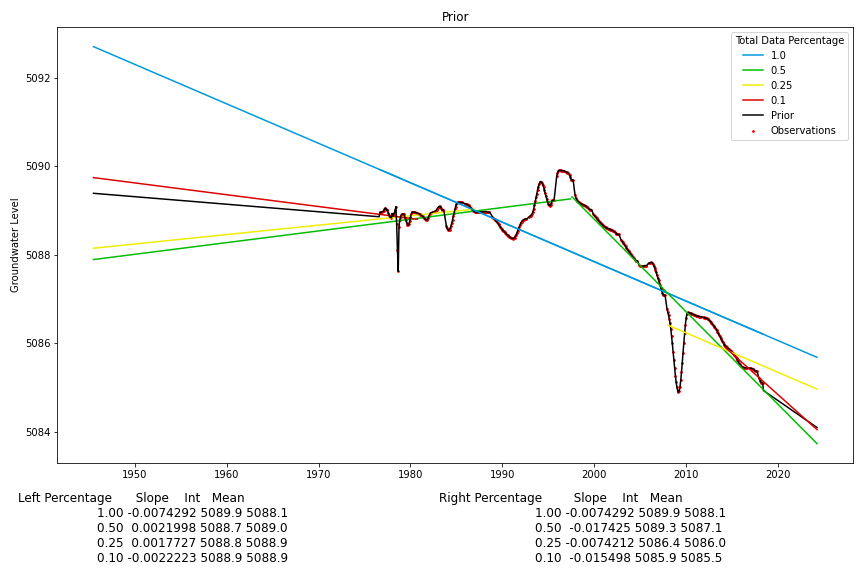 Prior
Total Data Percentage
1.0
0.5
0.25
0.1
Prior
Observations
Groundwater Level
5092
5090
5088
5086
5084
1950 1960 1970 1980 1990 2000 2010 2020
Left Percentage Slope Int Mean
1.00 -0.0074292 5089.9 5088.1
0.50 0.0021998 5088.7 5089.0
0.25 0.0017727 5088.8 5088.9
0.10 -0.0022223 5088.9 5088.9
Right Percentage Slope Int Mean
1.00 -0.0074292 5089.9 5088.1
0.50 -0.017425 5089.3 5087.1
0.25 -0.0074212 5086.4 5086.0
0.10 -0.015498 5085.9 5085.5